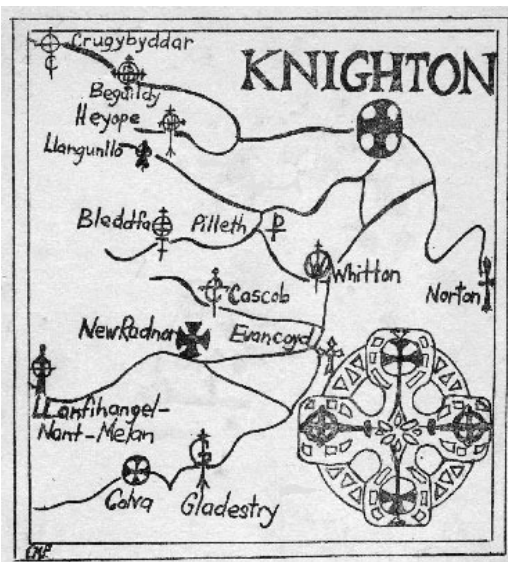 Crugybyddar
KNIGHTON
Beguildy
Heyope
Llangunllo
Bleddfa
Pilleth
Whitton
Cascob
Norton
New Radnor
Evancoyd
LLanfihangel-
Nant-Melan
Colva
Gladestry